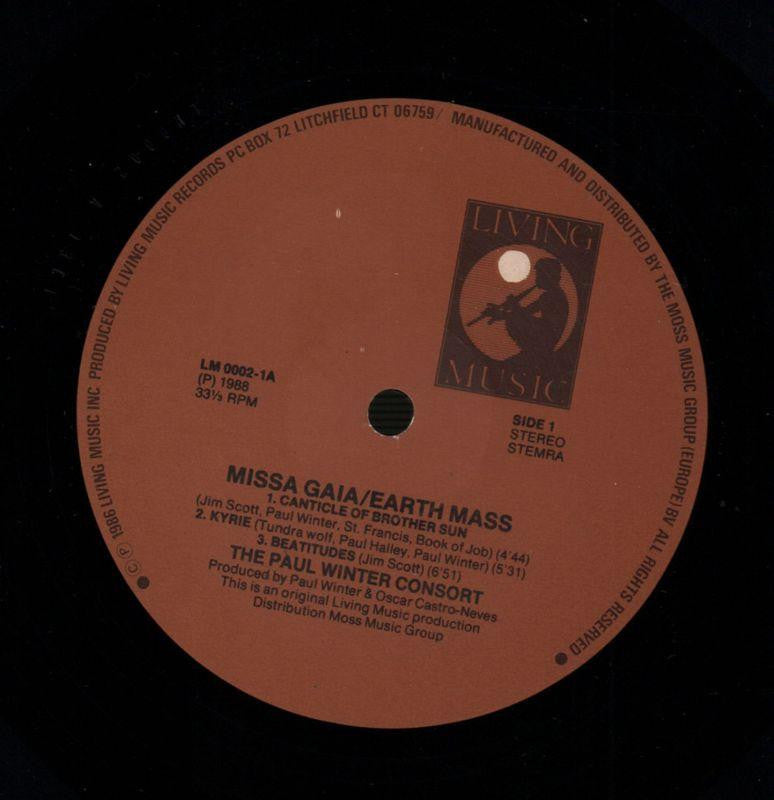 © ℗ 1986 LIVING MUSIC INC PRODUCED BY LIVING MUSIC RECORDS PC BOX 72 LITCHFIELD CT 06759/ MANUFACTURED AND DISTRIBUTED BY THE MOSS MUSIC GROUP (EUROPE) BV ALL RIGHTS RESERVED
LIVING
MUSIC
LM 0002-1A
(P) 1988
33⅓ RPM
SIDE 1
STEREO
STEMRA
MISSA GAIA/EARTH MASS
1. CANTICLE OF BROTHER SUN
(Jim Scott, Paul Winter, St. Francis, Book of Job) (4'44)
2. KYRIE (Tundra wolf, Paul Halley, Paul Winter) (5'31)
3. BEATITUDES (Jim Scott) (6'51)
THE PAUL WINTER CONSORT
Produced by Paul Winter & Oscar Castro-Neves
This is an original Living Music production
Distribution Moss Music Group